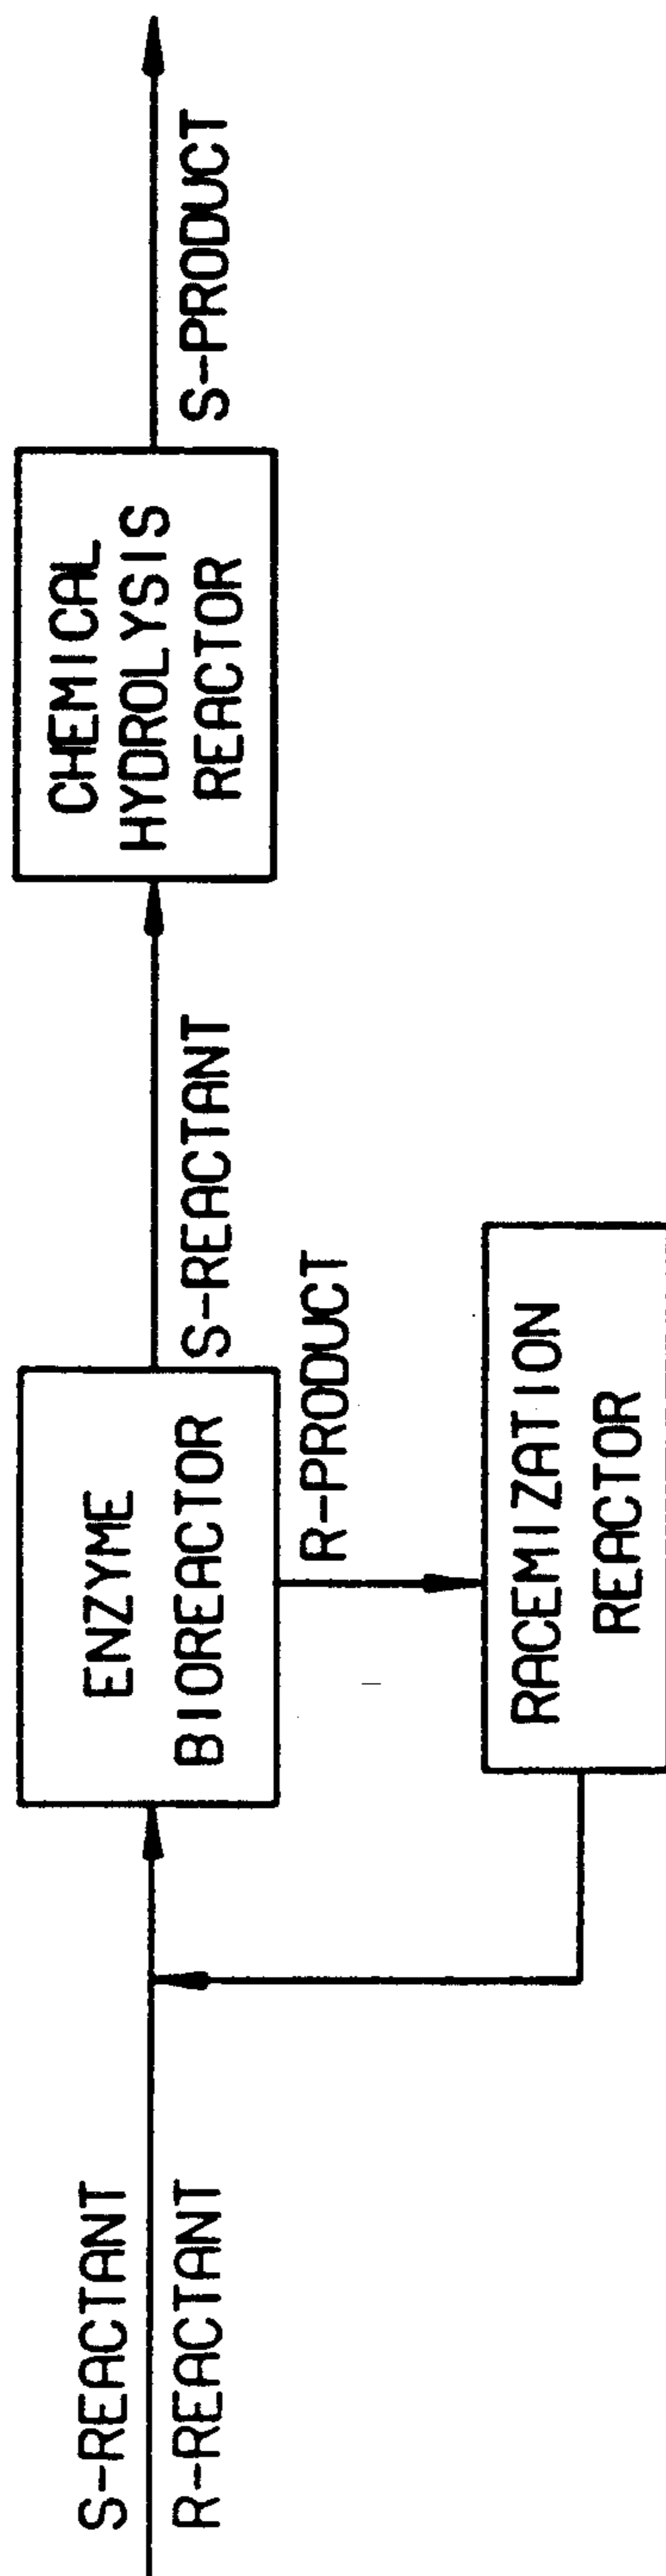 S-REACTANT
R-REACTANT
ENZYME
BIOREACTOR
R-PRODUCT
RACEMIZATION
REACTOR
S-REACTANT
CHEMICAL
HYDROLYSIS
REACTOR
S-PRODUCT